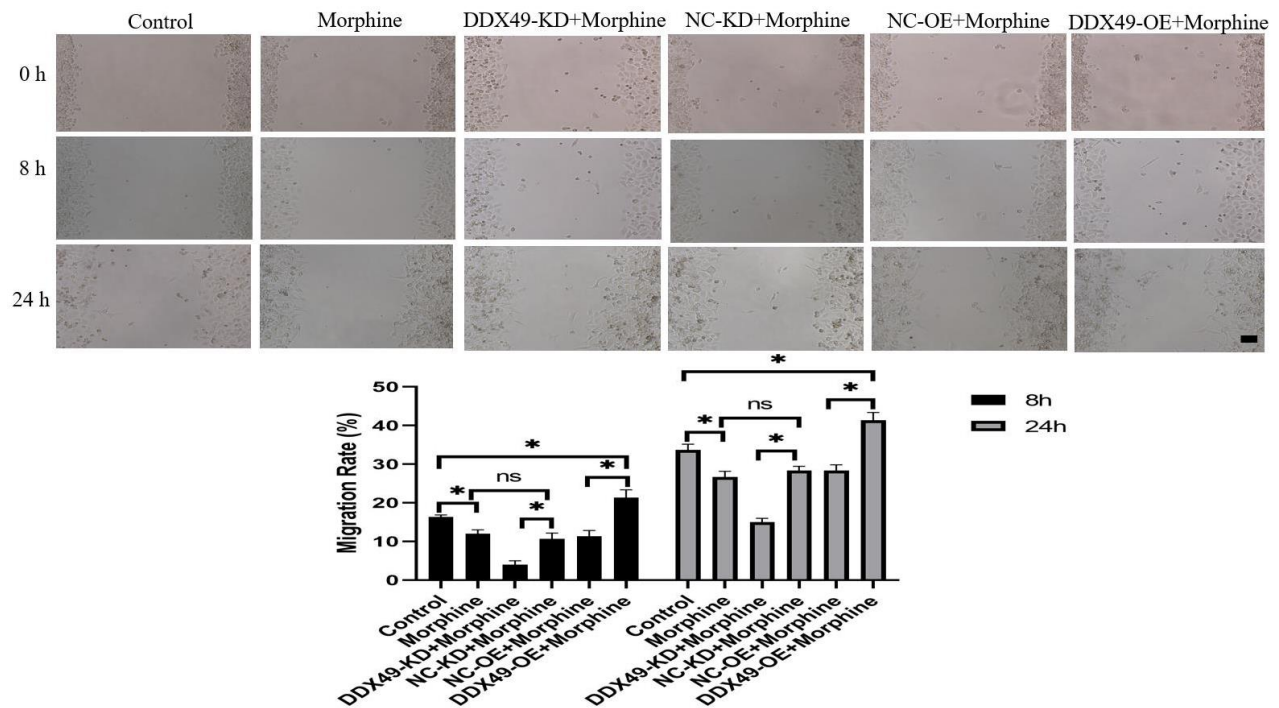 Control Morphine DDX49-KD+Morphine NC-KD+Morphine NC-OE+Morphine DDX49-OE+Morphine
0 h
8 h
24 h
Migration Rate (%)
50
40
30
20
10
0
* ns * * *
* ns * * *
8h
24h
Control
Morphine
DDX49-KD+Morphine
NC-KD+Morphine
NC-OE+Morphine
DDX49-OE+Morphine
Control
Morphine
DDX49-KD+Morphine
NC-KD+Morphine
NC-OE+Morphine
DDX49-OE+Morphine